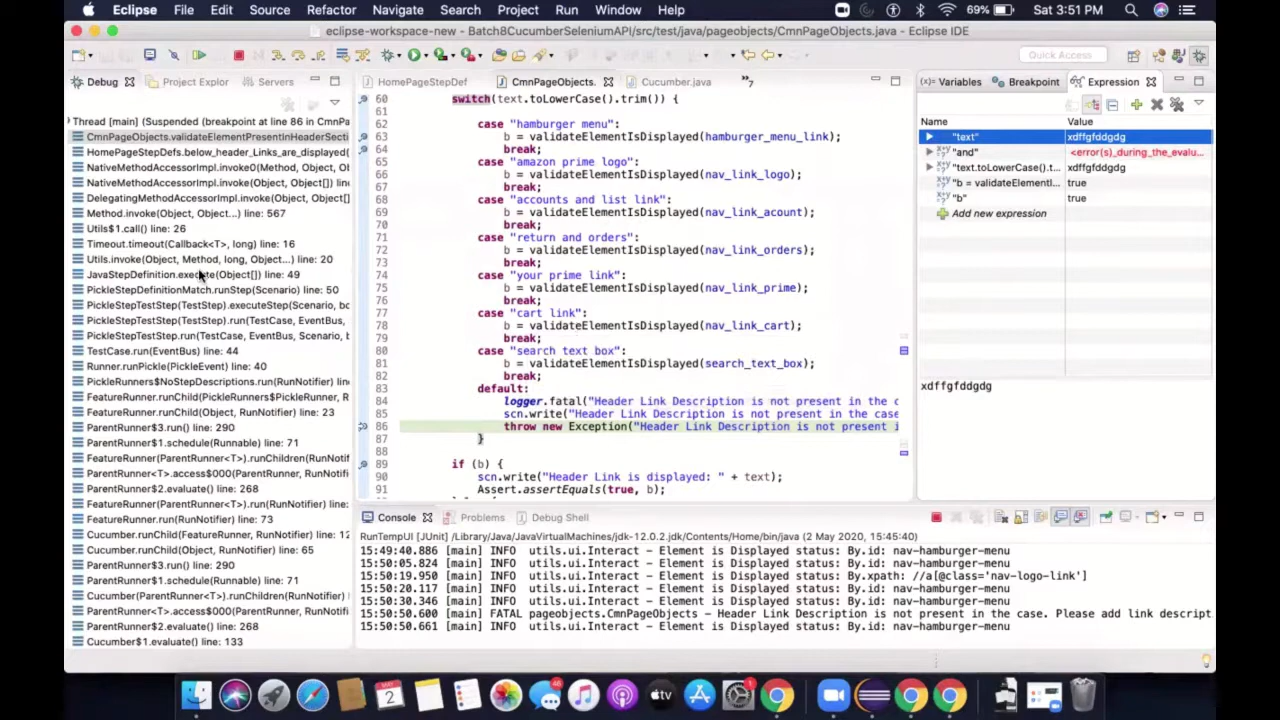 Eclipse File Edit Source Refactor Navigate Search Project Run Window Help 69% Sat 3:51 PM
eclipse-workspace-new - Batch8CucumberSeleniumAPI/src/test/java/pageobjects/CmnPageObjects.java - Eclipse IDE
Quick Access
Debug Project Explor Servers
Thread [main] (Suspended (breakpoint at line 86 in CmnP
CmnPageObjects.validateElementPresentInHeaderSecti
HomePageStepDefs.below_header_Links_are_displayed(
NativeMethodAccessorImpl.invoke0(Method, Object, Ob
NativeMethodAccessorImpl.invoke(Object, Object[]) line
DelegatingMethodAccessorImpl.invoke(Object, Object[]
Method.invoke(Object, Object...) line: 567
Utils$1.call() line: 26
Timeout.timeout(Callback<T>, long) line: 16
Utils.invoke(Object, Method, long, Object...) line: 20
JavaStepDefinition.execute(Object[]) line: 49
PickleStepDefinitionMatch.runStep(Scenario) line: 50
PickleStepTestStep(TestStep).executeStep(Scenario, bo
PickleStepTestStep(TestStep).run(TestCase, EventBus,
PickleStepTestStep.run(TestCase, EventBus, Scenario, b
TestCase.run(EventBus) line: 44
Runner.runPickle(PickleEvent) line: 40
PickleRunners$NoStepDescriptions.run(RunNotifier) line
FeatureRunner.runChild(PickleRunners$PickleRunner, R
FeatureRunner.runChild(Object, RunNotifier) line: 23
ParentRunner$3.run() line: 290
ParentRunner$1.schedule(Runnable) line: 71
FeatureRunner(ParentRunner<T>).runChildren(RunNotifi
ParentRunner<T>.access$000(ParentRunner, RunNotifi
ParentRunner$2.evaluate() line: 268
FeatureRunner(ParentRunner<T>).run(RunNotifier) line:
FeatureRunner.run(RunNotifier) line: 73
Cucumber.runChild(FeatureRunner, RunNotifier) line: 12
Cucumber.runChild(Object, RunNotifier) line: 65
ParentRunner$3.run() line: 290
ParentRunner$1.schedule(Runnable) line: 71
Cucumber(ParentRunner<T>).runChildren(RunNotifier)
ParentRunner<T>.access$000(ParentRunner, RunNotifi
ParentRunner$2.evaluate() line: 268
Cucumber$1.evaluate() line: 133
HomePageStepDef CmnPageObjects. Cucumber.java 7
60 switch(text.toLowerCase().trim()) {
61
62 case "hamburger menu":
63 b = validateElementIsDisplayed(hamburger_menu_link);
64 break;
65 case "amazon prime logo":
66 b = validateElementIsDisplayed(nav_link_logo);
67 break;
68 case "accounts and list link":
69 b = validateElementIsDisplayed(nav_link_acount);
70 break;
71 case "return and orders":
72 b = validateElementIsDisplayed(nav_link_orders);
73 break;
74 case "your prime link":
75 b = validateElementIsDisplayed(nav_link_prime);
76 break;
77 case "cart link":
78 b = validateElementIsDisplayed(nav_link_cart);
79 break;
80 case "search text box":
81 b = validateElementIsDisplayed(search_text_box);
82 break;
83 default:
84 logger.fatal("Header Link Description is not present in the c
85 scn.write("Header Link Description is not present in the case
86 throw new Exception("Header Link Description is not present i
87 }
88
89 if (b) {
90 scn.write("Header Link is displayed: " + text);
91 Assert.assertEquals(true, b);
Variables Breakpoint Expression
Name Value
"text" xdffgfddgdg
"and" <error(s)_during_the_evalu...
"text.toLowerCase().t... xdffgfddgdg
"b = validateElementI... true
"b" true
Add new expression
xdffgfddgdg
Console Problems Debug Shell
RunTempUI [JUnit] /Library/Java/JavaVirtualMachines/jdk-12.0.2.jdk/Contents/Home/bin/java (2 May 2020, 15:45:40)
15:49:40.886 [main] INFO utils.ui.Interact - Element is Displayed status: By.id: nav-hamburger-menu
15:50:05.824 [main] INFO utils.ui.Interact - Element is Displayed status: By.id: nav-hamburger-menu
15:50:19.950 [main] INFO utils.ui.Interact - Element is Displayed status: By.xpath: //a[@class='nav-logo-link']
15:50:20.117 [main] INFO utils.ui.Interact - Element is Displayed status: By.id: nav-hamburger-menu
15:50:30.346 [main] INFO utils.ui.Interact - Element is Displayed status: By.id: nav-hamburger-menu
15:50:50.600 [main] FATAL pageobjects.CmnPageObjects - Header Link Description is not present in the case. Please add link descript
15:50:50.661 [main] INFO utils.ui.Interact - Element is Displayed status: By.id: nav-hamburger-menu
MAY
2
46
tv
1